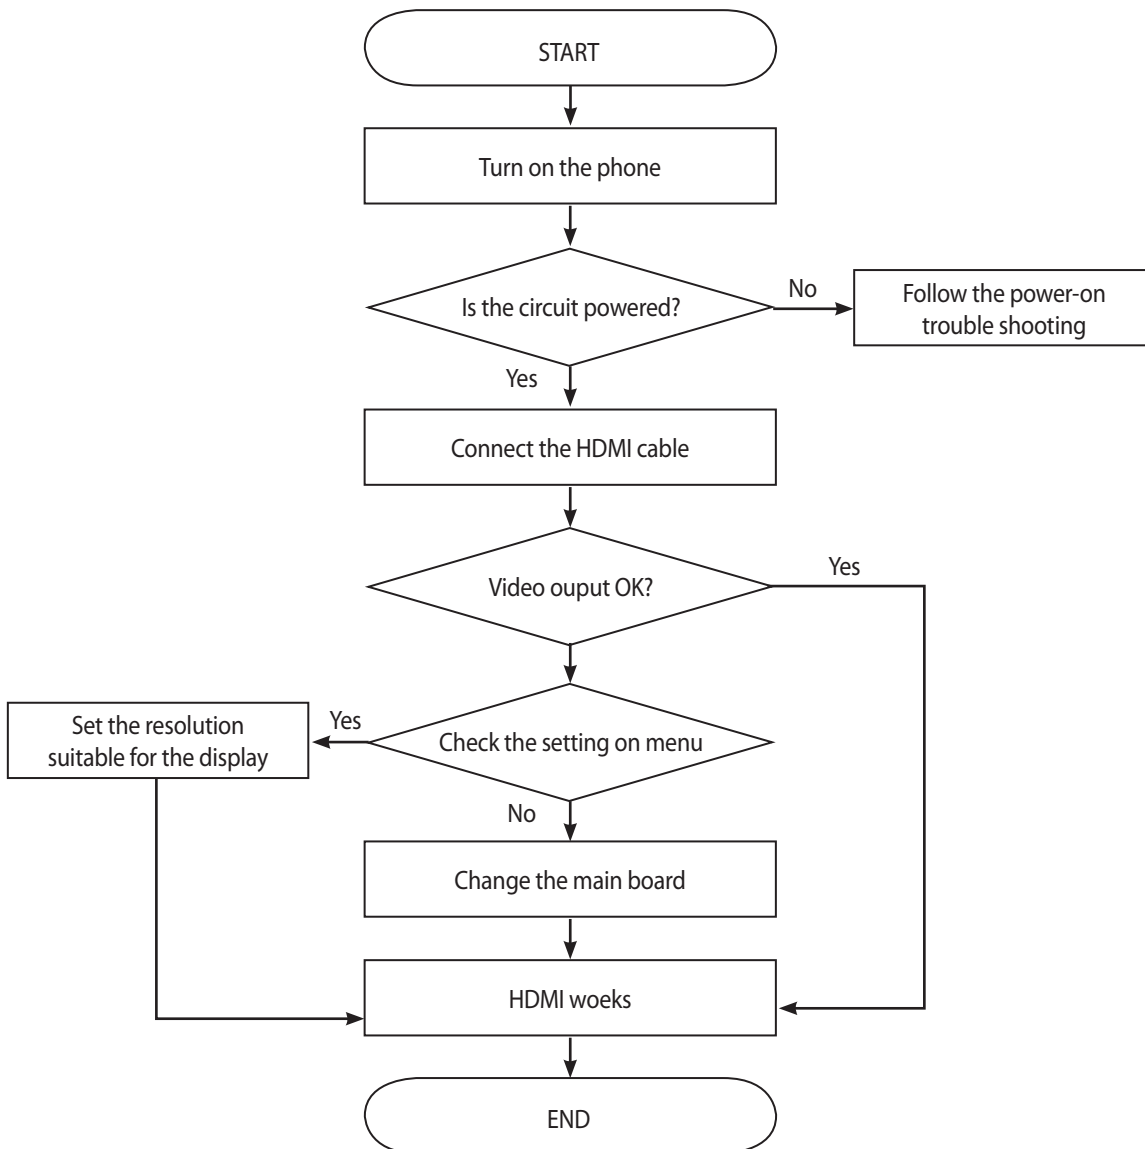 START
Turn on the phone
Is the circuit powered?
No
Follow the power-on
trouble shooting
Yes
Connect the HDMI cable
Video ouput OK?
Yes
Set the resolution
suitable for the display
Yes
Check the setting on menu
No
Change the main board
HDMI woeks
END